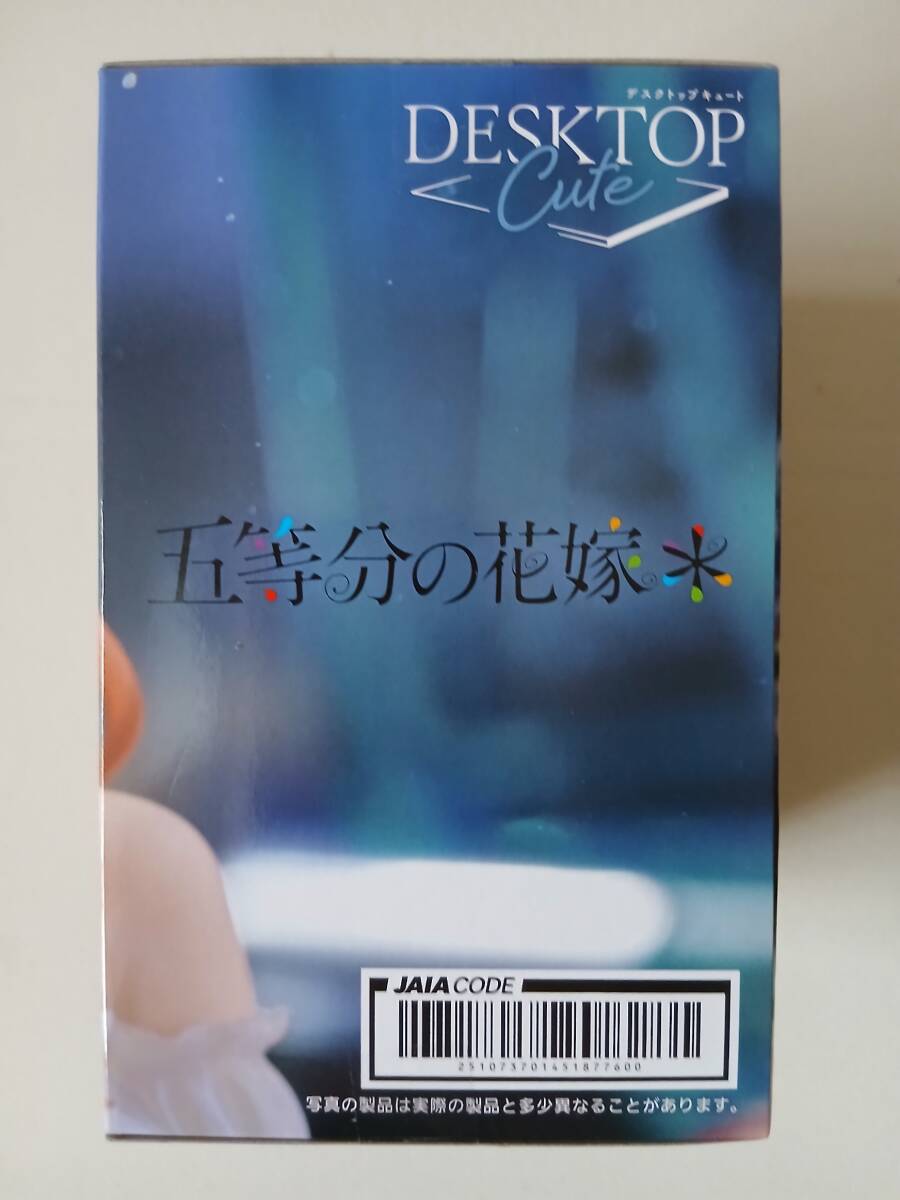 デスクトップキュート
DESKTOP
Cute
五等分の花嫁*
JAIA CODE
251073701451877600
写真の製品は実際の製品と多少異なることがあります。